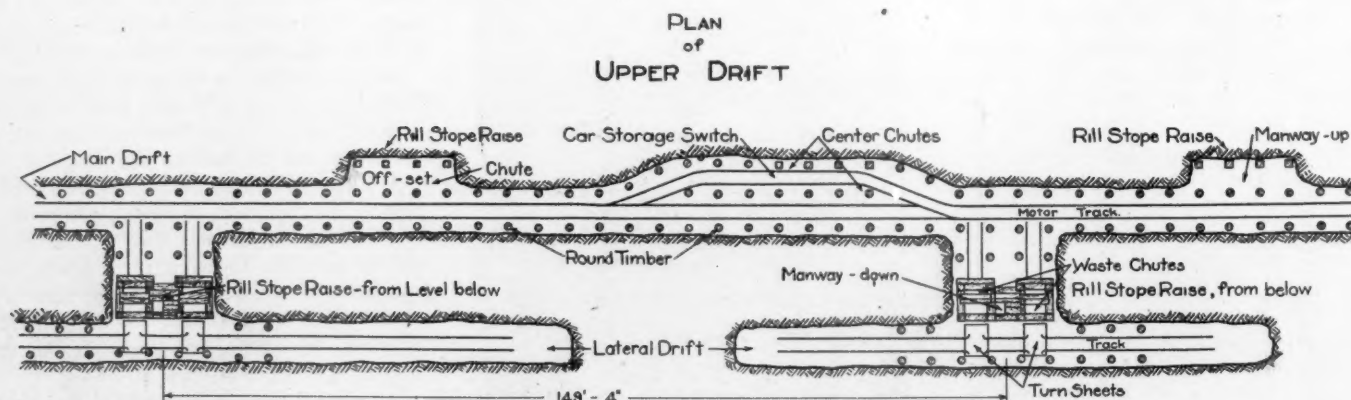 PLAN
of
UPPER DRIFT
Main Drift
Rill Stope Raise
Off-set
Chute
Car Storage Switch
Center Chutes
Rill Stope Raise
Manway-up
Motor Track.
Round Timber
Rill Stope Raise-from Level below
Manway-down
Waste Chutes
Rill Stope Raise, from below
Lateral Drift
Track
Turn Sheets